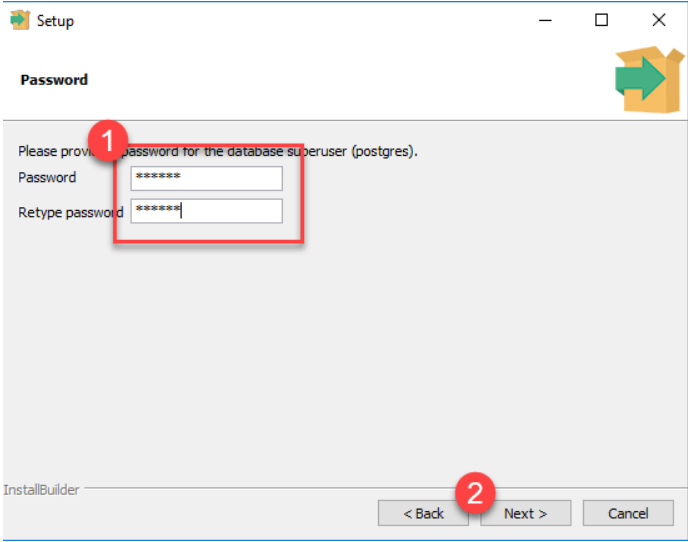 Setup
Password
1
Please provi password for the database superuser (postgres).
Password ******
Retype password ******
InstallBuilder
2
< Back Next > Cancel